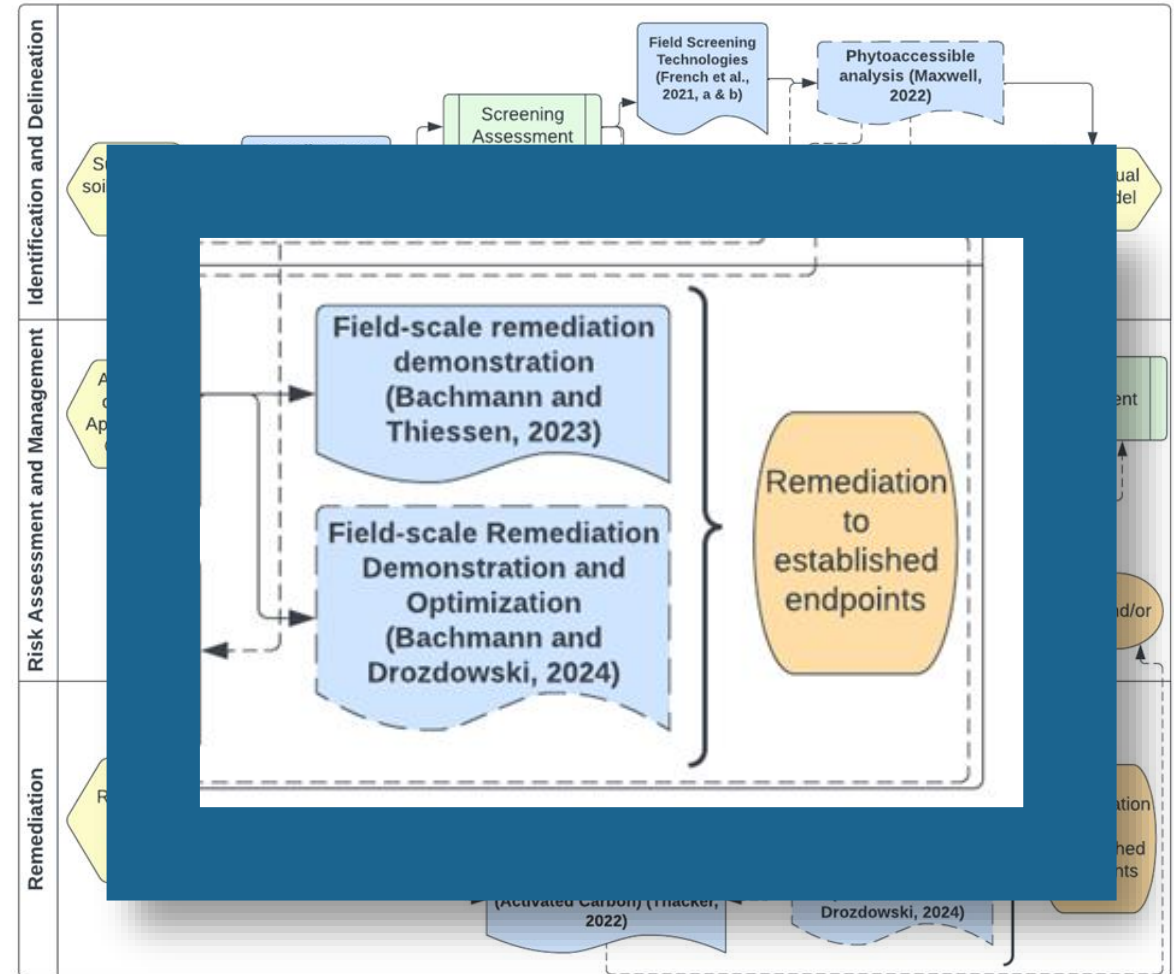 Identification and Delineation
Field Screening
Technologies
(French et al.,
2021, a & b)
Phytoaccessible
analysis (Maxwell,
2022)
Screening
Assessment
Risk Assessment and Management
Field-scale remediation
demonstration
(Bachmann and
Thiessen, 2023)
Field-scale Remediation
Demonstration and
Optimization
(Bachmann and
Drozdowski, 2024)
Remediation
to
established
endpoints
Remediation
(Activated Carbon) (Thacker,
2022)
Drozdowski, 2024)